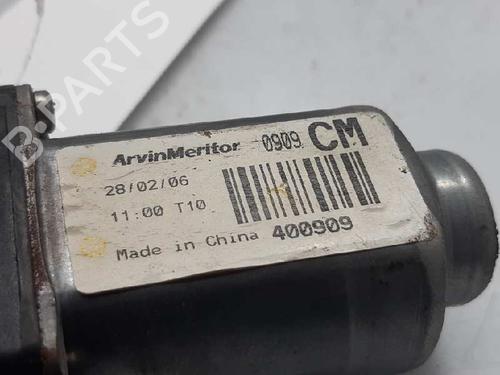 ArvinMeritor 0909 CM
28/02/06
11:00 T10
Made in China 400909
B-PARTS